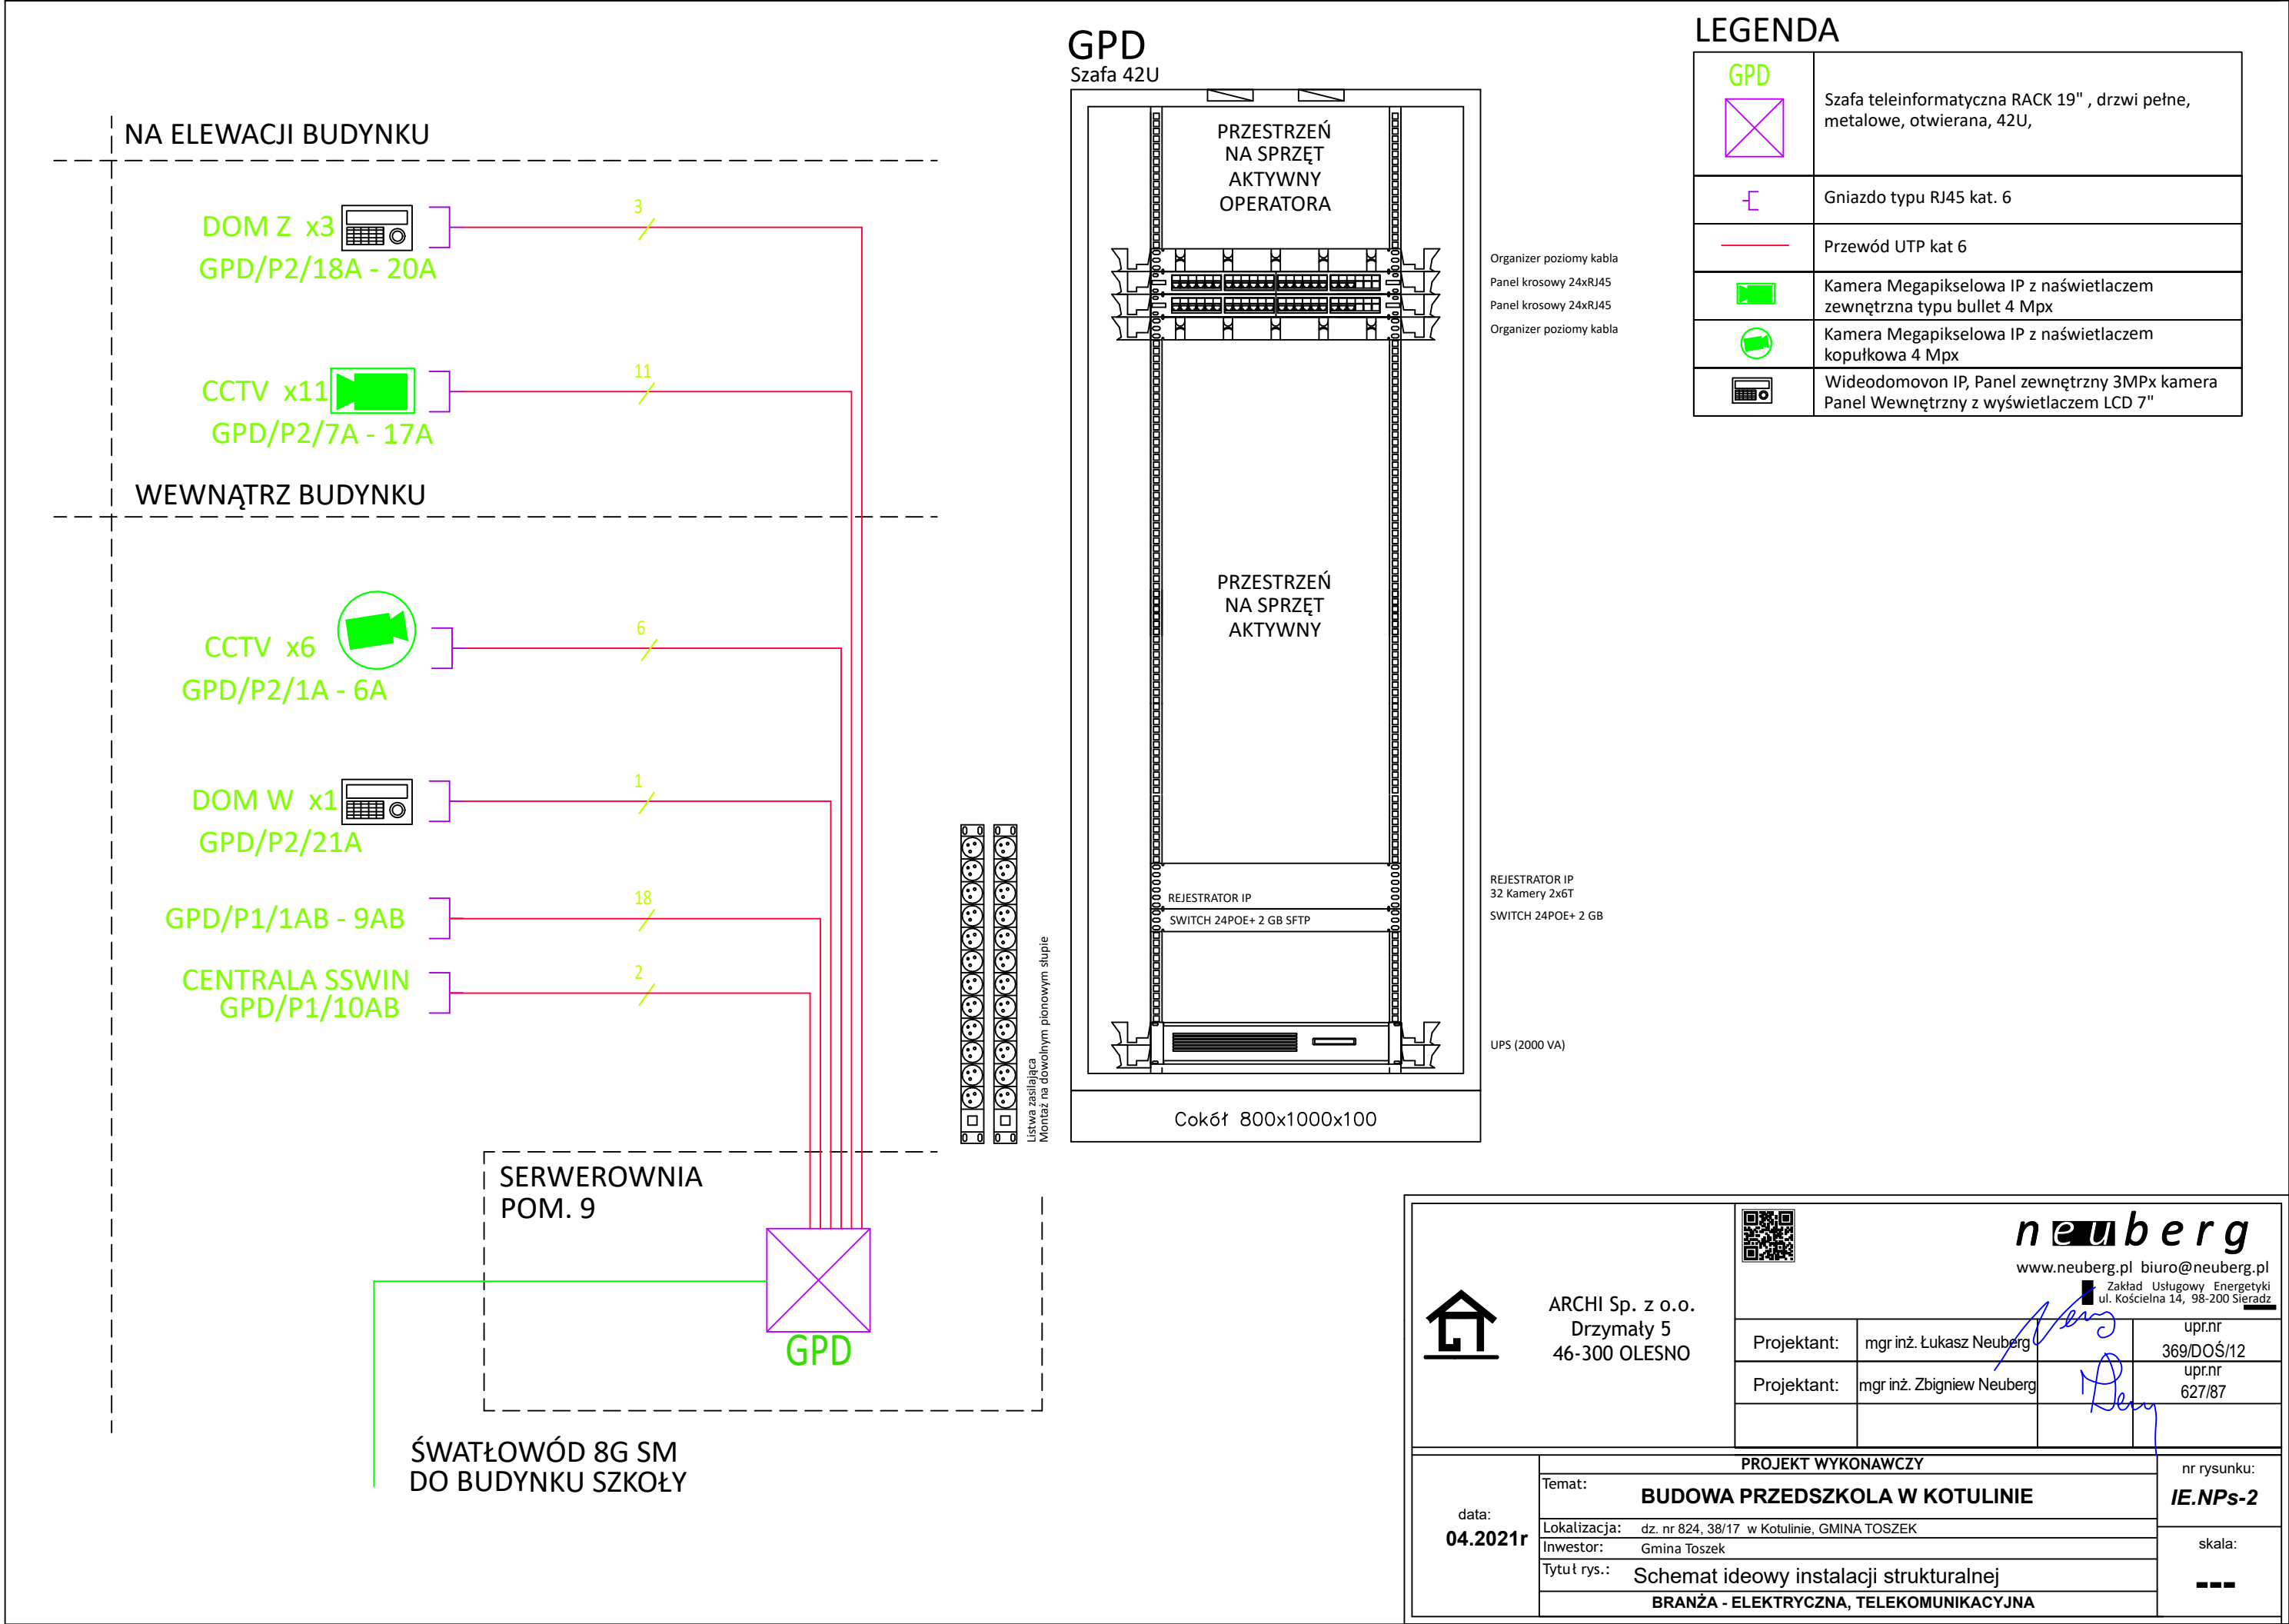 NA ELEWACJI BUDYNKU
DOM Z x3
GPD/P2/18A - 20A
3
CCTV x11
GPD/P2/7A - 17A
11
WEWNĄTRZ BUDYNKU
CCTV x6
GPD/P2/1A - 6A
6
DOM W x1
GPD/P2/21A
1
GPD/P1/1AB - 9AB
18
CENTRALA SSWIN
GPD/P1/10AB
2
SERWEROWNIA
POM. 9
GPD
ŚWATŁOWÓD 8G SM
DO BUDYNKU SZKOŁY
Listwa zasilająca
Montaż na dowolnym pionowym słupie
GPD
Szafa 42U
PRZESTRZEŃ
NA SPRZĘT
AKTYWNY
OPERATORA
Organizer poziomy kabla
Panel krosowy 24xRJ45
Panel krosowy 24xRJ45
Organizer poziomy kabla
PRZESTRZEŃ
NA SPRZĘT
AKTYWNY
REJESTRATOR IP
SWITCH 24POE+ 2 GB SFTP
REJESTRATOR IP
32 Kamery 2x6T
SWITCH 24POE+ 2 GB
UPS (2000 VA)
Cokół 800x1000x100
LEGENDA
GPD
Szafa teleinformatyczna RACK 19" , drzwi pełne,
metalowe, otwierana, 42U,
Gniazdo typu RJ45 kat. 6
Przewód UTP kat 6
Kamera Megapikselowa IP z naświetlaczem
zewnętrzna typu bullet 4 Mpx
Kamera Megapikselowa IP z naświetlaczem
kopułkowa 4 Mpx
Wideodomovon IP, Panel zewnętrzny 3MPx kamera
Panel Wewnętrzny z wyświetlaczem LCD 7"
ARCHI Sp. z o.o.
Drzymały 5
46-300 OLESNO
neuberg
www.neuberg.pl biuro@neuberg.pl
Zakład Usługowy Energetyki
ul. Kościelna 14, 98-200 Sieradz
Projektant: mgr inż. Łukasz Neuberg upr.nr
369/DOŚ/12
Projektant: mgr inż. Zbigniew Neuberg upr.nr
627/87
PROJEKT WYKONAWCZY
Temat: BUDOWA PRZEDSZKOLA W KOTULINIE
nr rysunku:
IE.NPs-2
data:
04.2021r
Lokalizacja: dz. nr 824, 38/17 w Kotulinie, GMINA TOSZEK
Inwestor: Gmina Toszek
skala:
---
Tytuł rys.: Schemat ideowy instalacji strukturalnej
BRANŻA - ELEKTRYCZNA, TELEKOMUNIKACYJNA